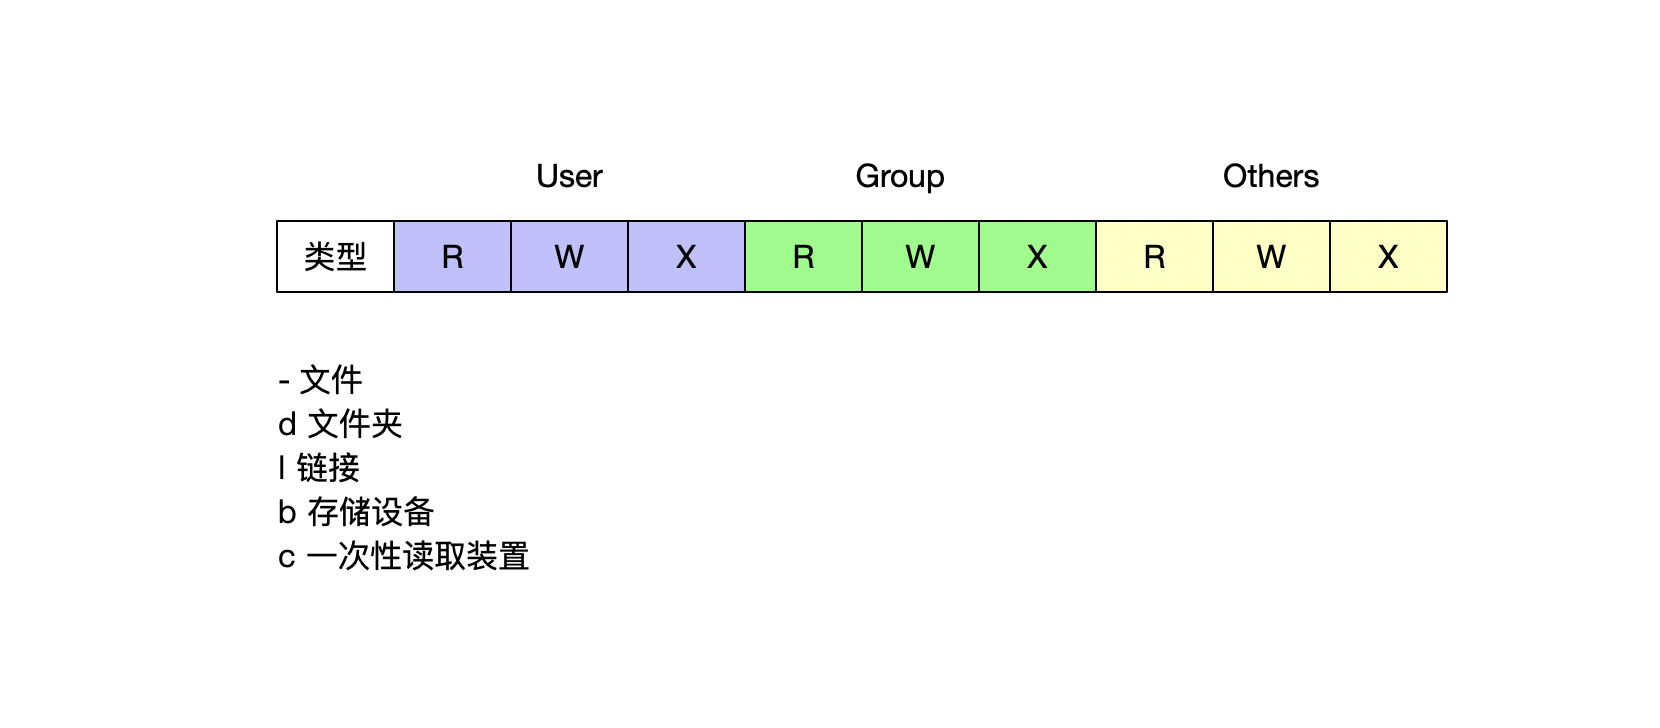 User Group Others
类型 R W X R W X R W X
- 文件
d 文件夹
l 链接
b 存储设备
c 一次性读取装置